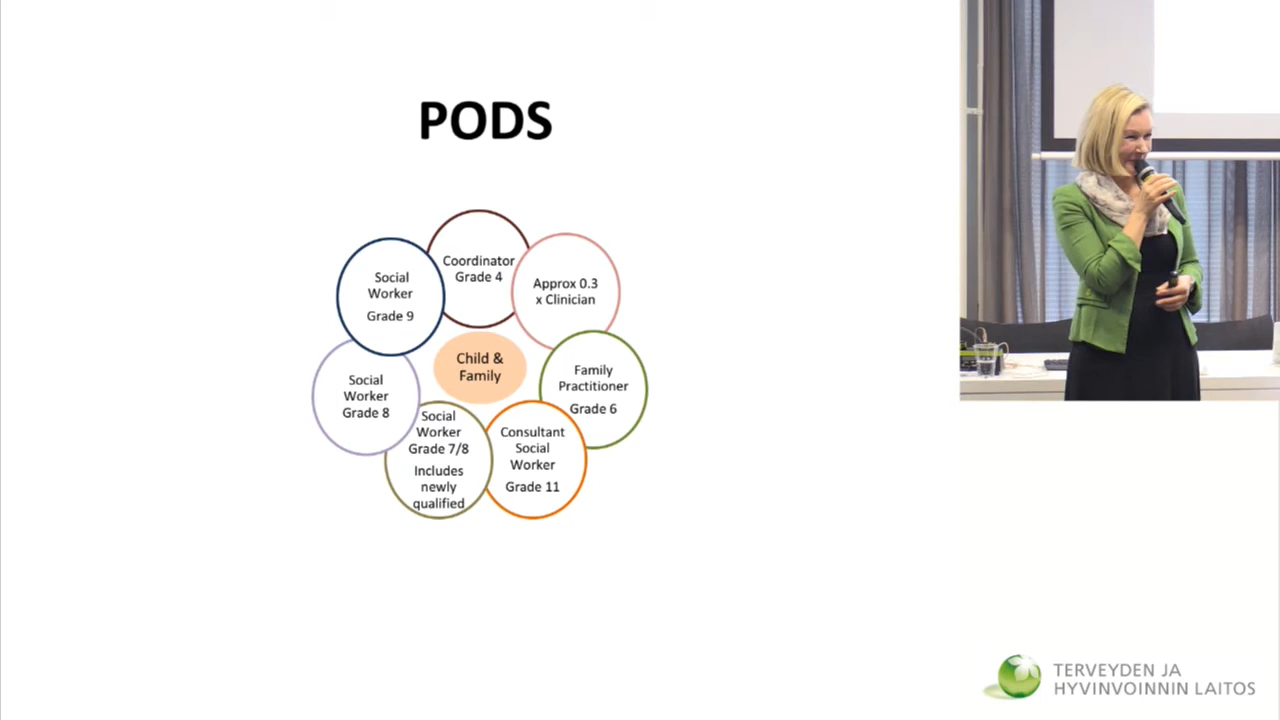 PODS
Coordinator
Grade 4
Approx 0.3
x Clinician
Family
Practitioner
Grade 6
Consultant
Social
Worker
Grade 11
Social
Worker
Grade 7/8
Includes
newly
qualified
Social
Worker
Grade 8
Social
Worker
Grade 9
Child &
Family
TERVEYDEN JA
HYVINVOINNIN LAITOS